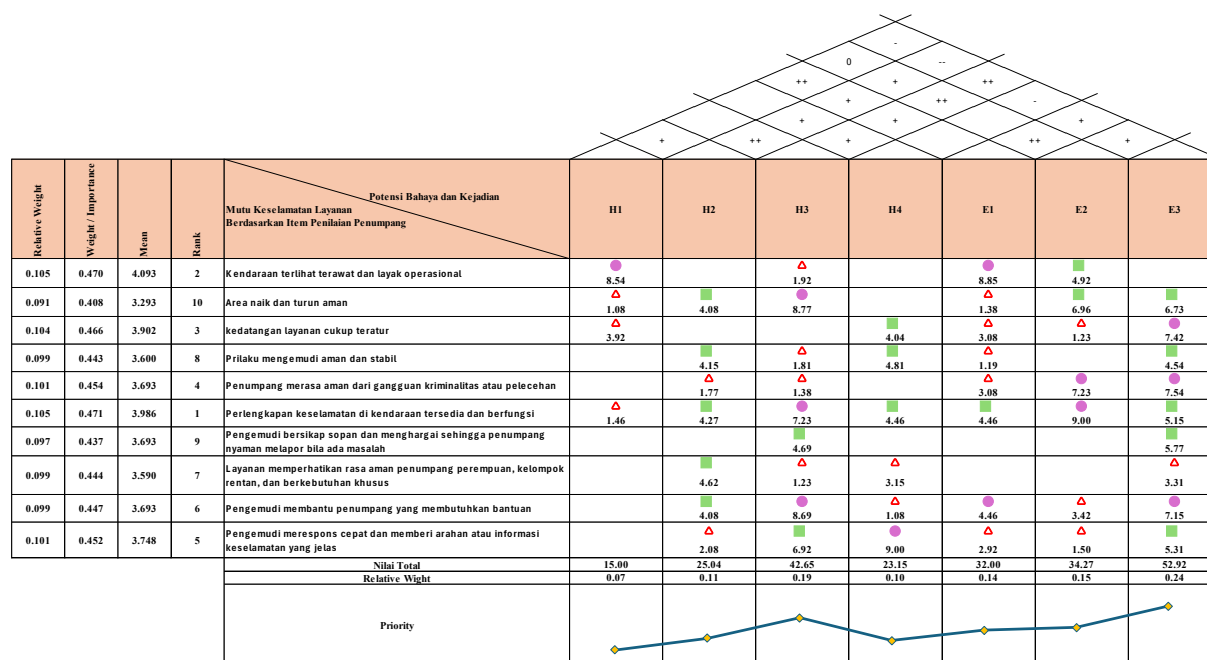 -
0 --
++ + ++
+ ++ -
+ + +
+ ++ + ++ +
Relative Weight
Weight / Importance
Mean
Rank
Potensi Bahaya dan Kejadian
Mutu Keselamatan Layanan
Berdasarkan Item Penilaian Penumpang
H1 H2 H3 H4 E1 E2 E3
0.105 0.470 4.093 2 Kendaraan terlihat terawat dan layak operasional 8.54 1.92 8.85 4.92
0.091 0.408 3.293 10 Area naik dan turun aman 1.08 4.08 8.77 1.38 6.96 6.73
0.104 0.466 3.902 3 kedatangan layanan cukup teratur 3.92 4.04 3.08 1.23 7.42
0.099 0.443 3.600 8 Prilaku mengemudi aman dan stabil 4.15 1.81 4.81 1.19 4.54
0.101 0.454 3.693 4 Penumpang merasa aman dari gangguan kriminalitas atau pelecehan 1.77 1.38 3.08 7.23 7.54
0.105 0.471 3.986 1 Perlengkapan keselamatan di kendaraan tersedia dan berfungsi 1.46 4.27 7.23 4.46 4.46 9.00 5.15
0.097 0.437 3.693 9 Pengemudi bersikap sopan dan menghargai sehingga penumpang
nyaman melapor bila ada masalah 4.69 5.77
0.099 0.444 3.590 7 Layanan memperhatikan rasa aman penumpang perempuan, kelompok
rentan, dan berkebutuhan khusus 4.62 1.23 3.15 3.31
0.099 0.447 3.693 6 Pengemudi membantu penumpang yang membutuhkan bantuan 4.08 8.69 1.08 4.46 3.42 7.15
0.101 0.452 3.748 5 Pengemudi merespons cepat dan memberi arahan atau informasi
keselamatan yang jelas 2.08 6.92 9.00 2.92 1.50 5.31
Nilai Total 15.00 25.04 42.65 23.15 32.00 34.27 52.92
Relative Wight 0.07 0.11 0.19 0.10 0.14 0.15 0.24
Priority